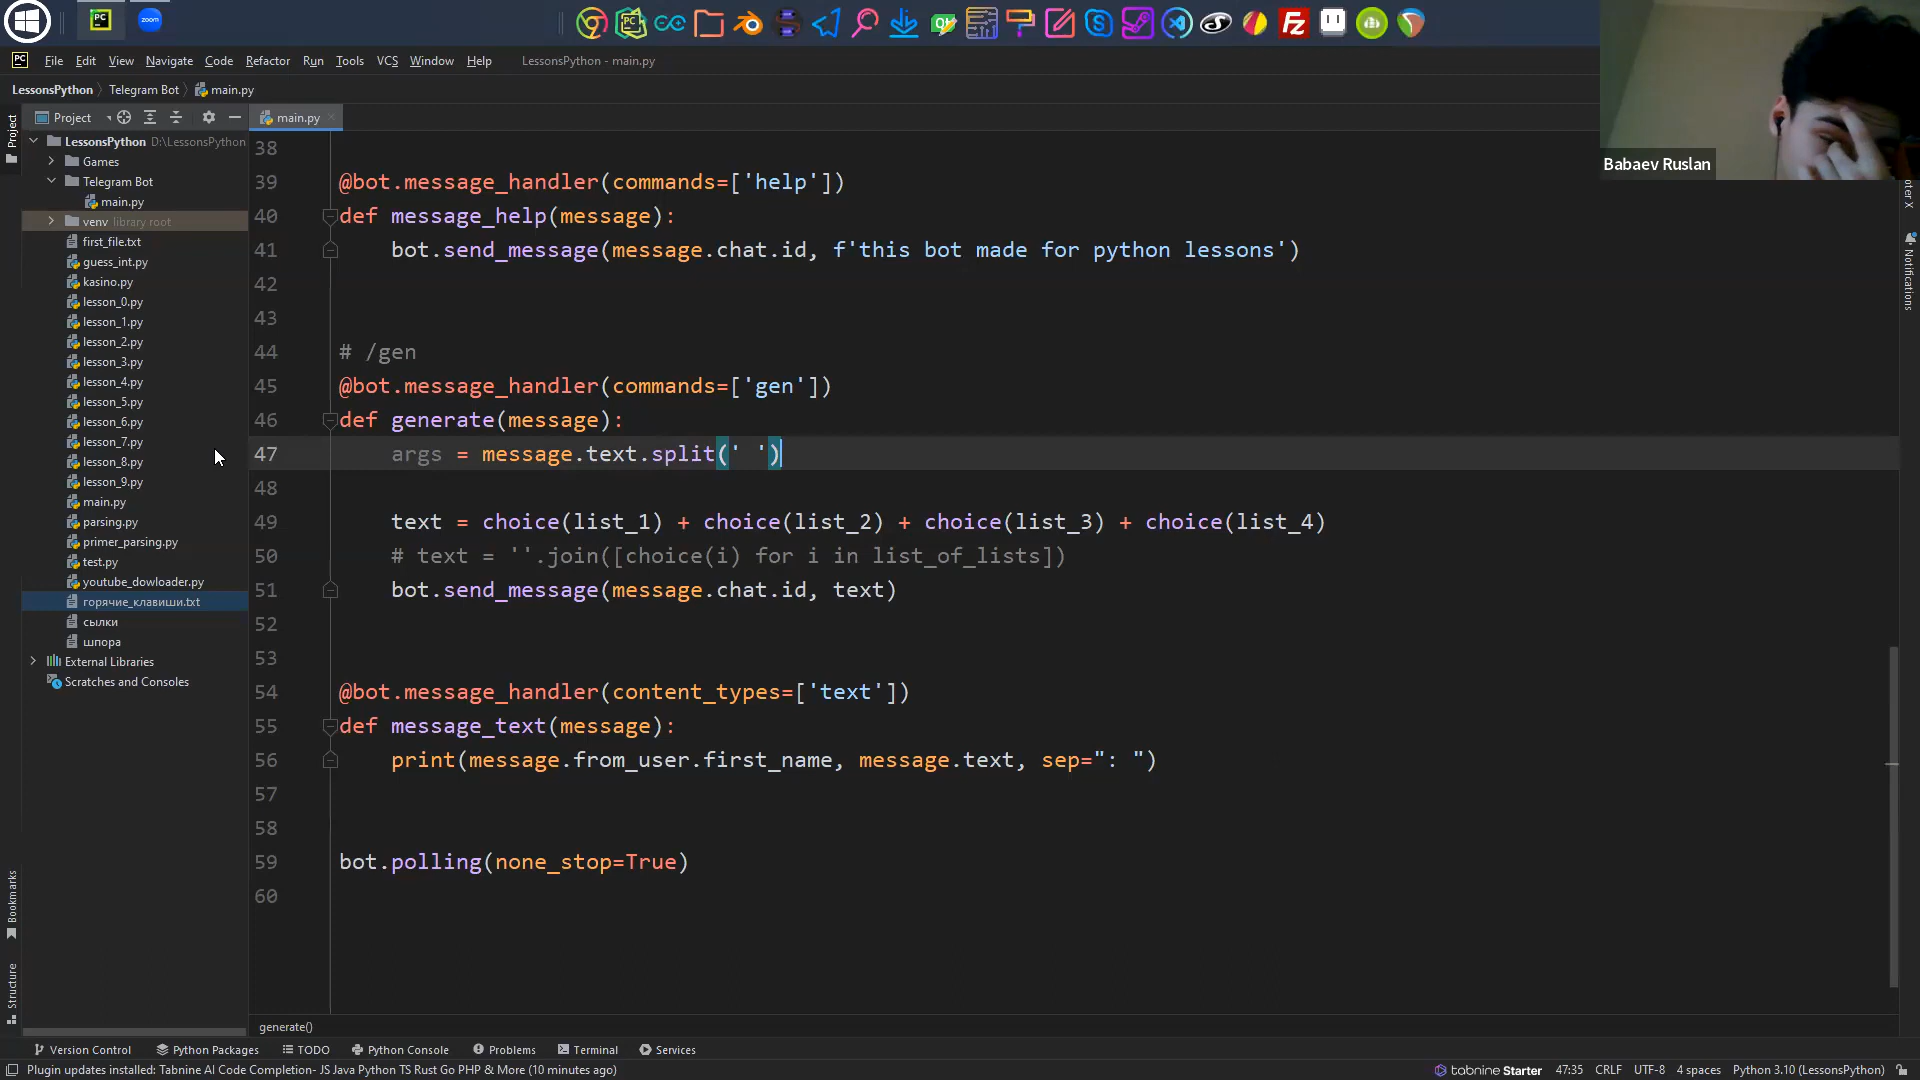 PC
zoom
File Edit View Navigate Code Refactor Run Tools VCS Window Help LessonsPython - main.py
LessonsPython Telegram Bot main.py
Project
Project
main.py
LessonsPython D:\LessonsPython
Games
Telegram Bot
main.py
venv library root
first_file.txt
guess_int.py
kasino.py
lesson_0.py
lesson_1.py
lesson_2.py
lesson_3.py
lesson_4.py
lesson_5.py
lesson_6.py
lesson_7.py
lesson_8.py
lesson_9.py
main.py
parsing.py
primer_parsing.py
test.py
youtube_dowloader.py
горячие_клавиши.txt
сылки
шпора
External Libraries
Scratches and Consoles
Bookmarks
Structure
38
39 @bot.message_handler(commands=['help'])
40 def message_help(message):
41 bot.send_message(message.chat.id, f'this bot made for python lessons')
42
43
44 # /gen
45 @bot.message_handler(commands=['gen'])
46 def generate(message):
47 args = message.text.split(' ')
48
49 text = choice(list_1) + choice(list_2) + choice(list_3) + choice(list_4)
50 # text = ''.join([choice(i) for i in list_of_lists])
51 bot.send_message(message.chat.id, text)
52
53
54 @bot.message_handler(content_types=['text'])
55 def message_text(message):
56 print(message.from_user.first_name, message.text, sep=": ")
57
58
59 bot.polling(none_stop=True)
60
generate()
Babaev Ruslan
Notifications
Version Control Python Packages TODO Python Console Problems Terminal Services
Plugin updates installed: Tabnine AI Code Completion- JS Java Python TS Rust Go PHP & More (10 minutes ago)
tabnine Starter 47:35 CRLF UTF-8 4 spaces Python 3.10 (LessonsPython)